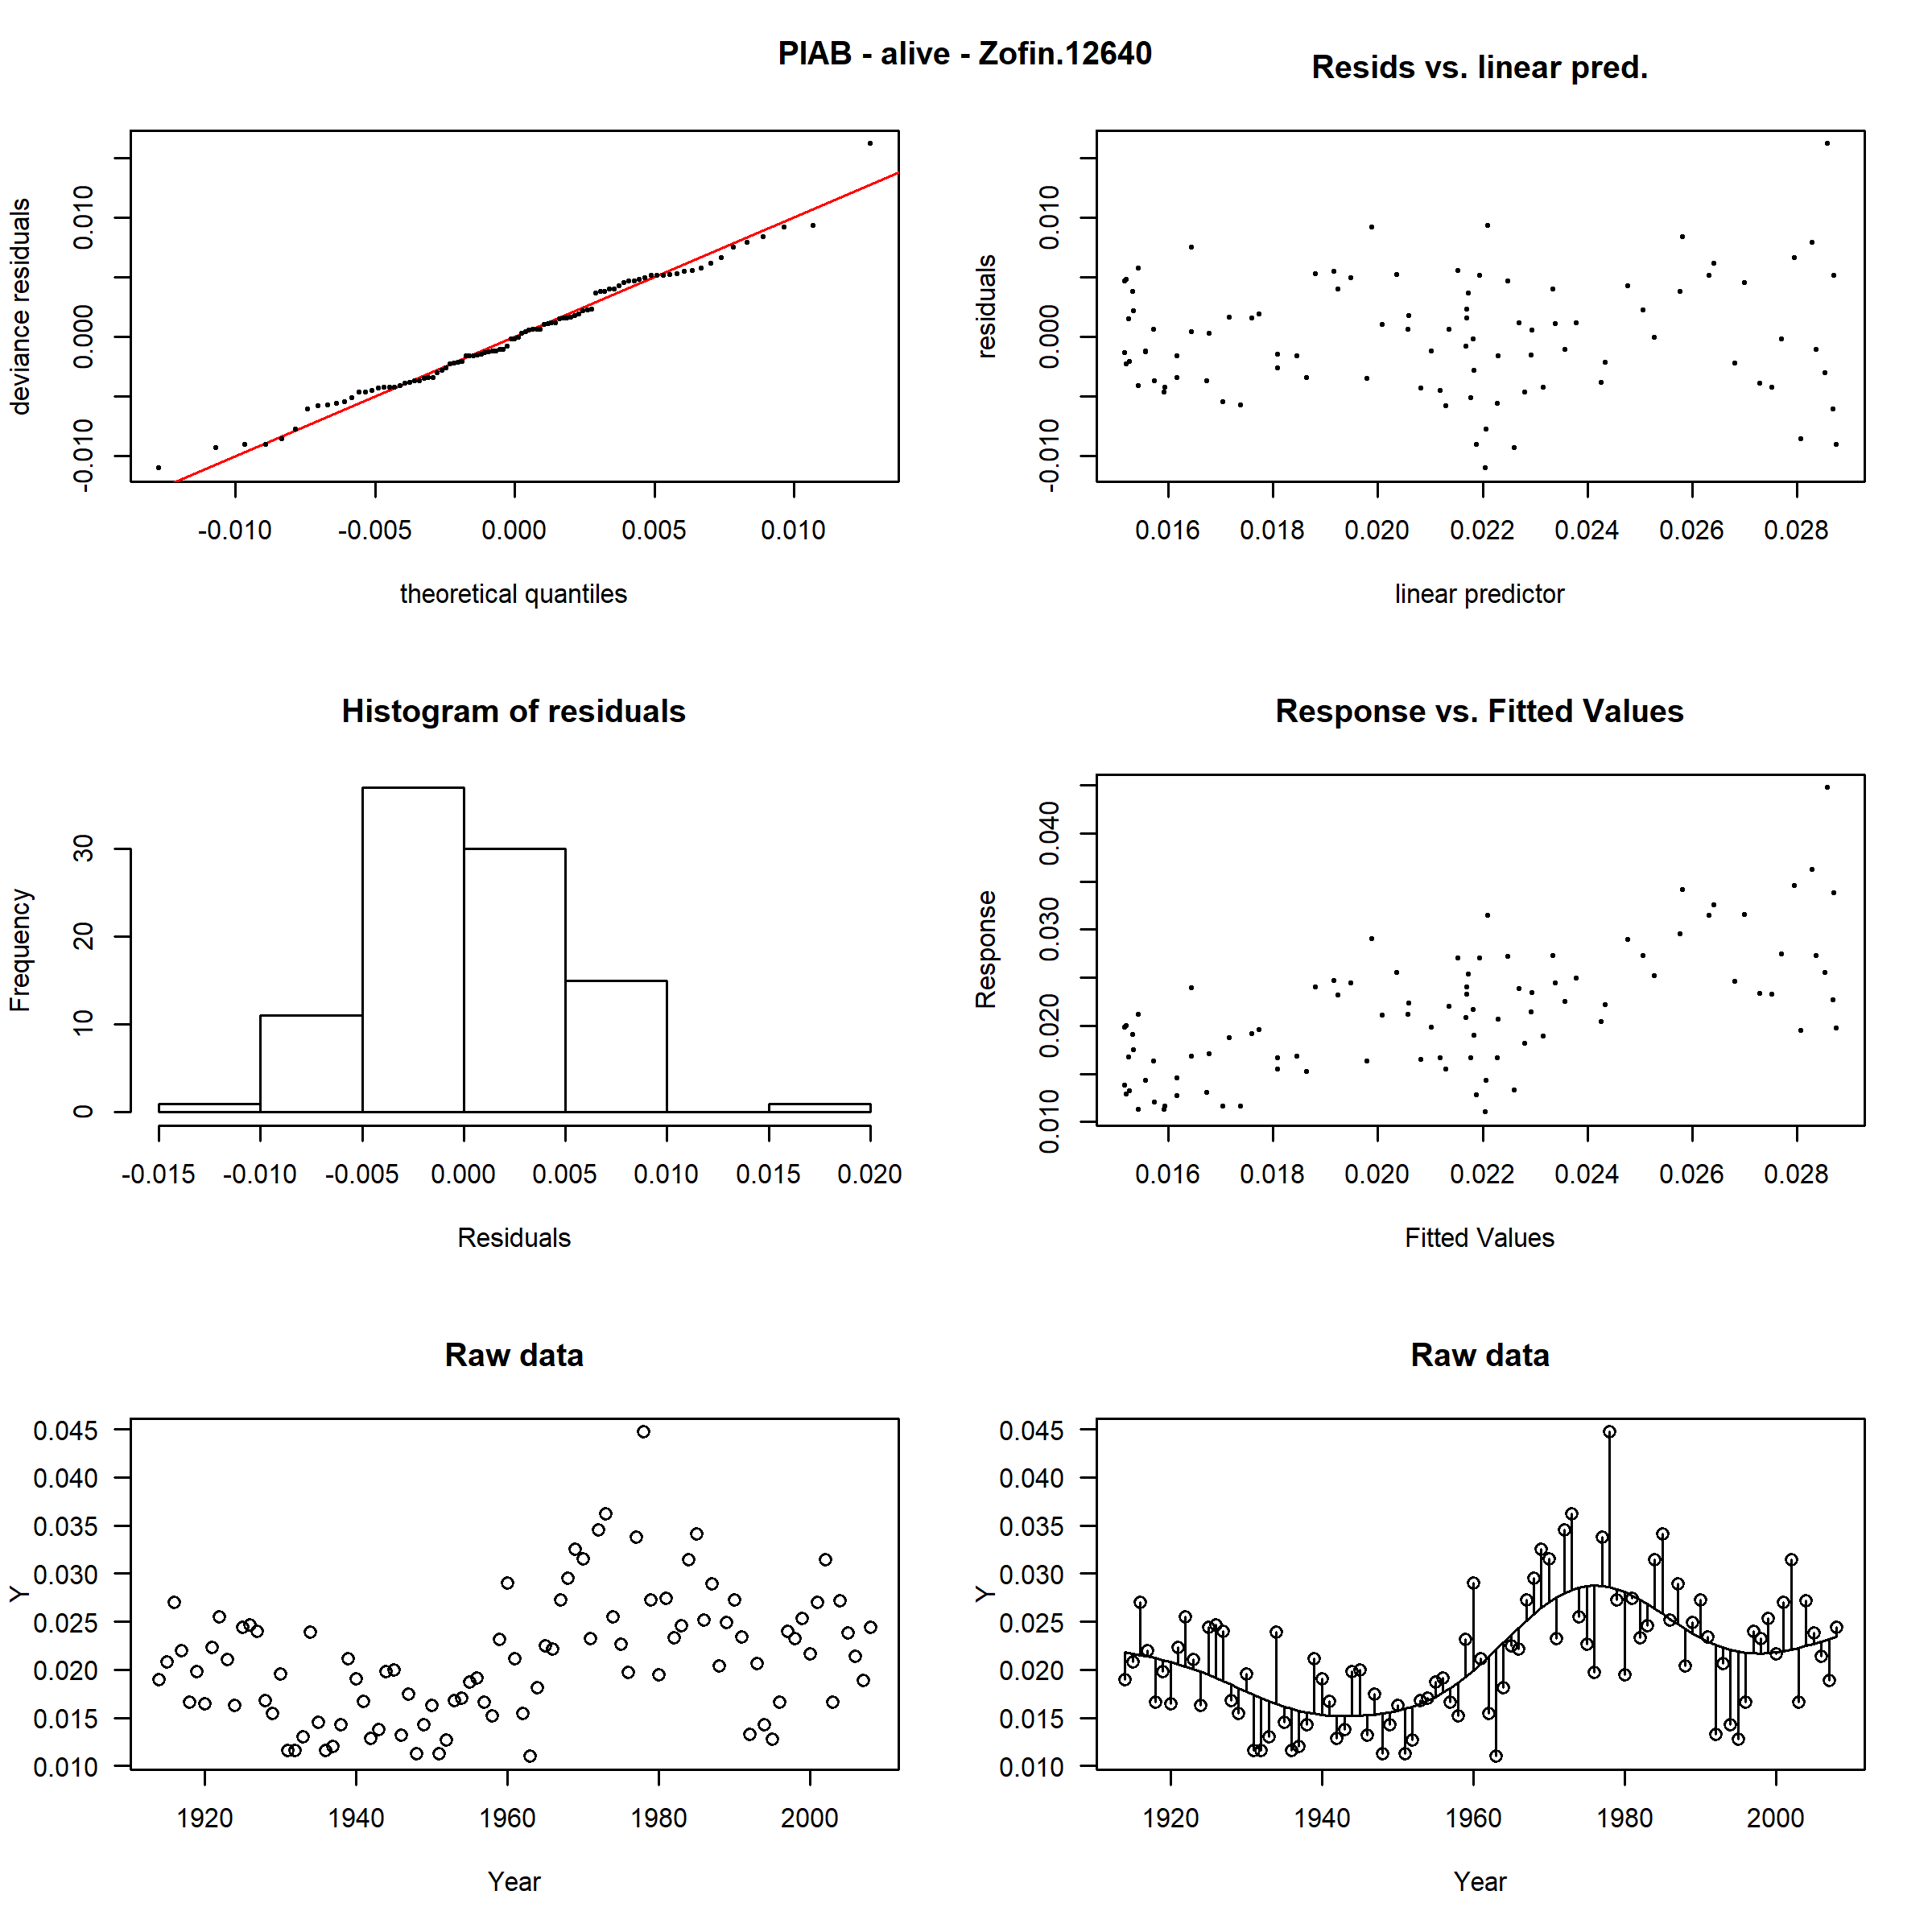 PIAB - alive - Zofin.12640
Resids vs. linear pred.
deviance residuals
-0.010 0.000 0.010
-0.010 -0.005 0.000 0.005 0.010
theoretical quantiles
residuals
-0.010 0.000 0.010
0.016 0.018 0.020 0.022 0.024 0.026 0.028
linear predictor
Histogram of residuals
Frequency
0 10 20 30
-0.015 -0.010 -0.005 0.000 0.005 0.010 0.015 0.020
Residuals
Response vs. Fitted Values
Response
0.010 0.020 0.030 0.040
0.016 0.018 0.020 0.022 0.024 0.026 0.028
Fitted Values
Raw data
Y
0.045
0.040
0.035
0.030
0.025
0.020
0.015
0.010
1920 1940 1960 1980 2000
Year
Raw data
Y
0.045
0.040
0.035
0.030
0.025
0.020
0.015
0.010
1920 1940 1960 1980 2000
Year